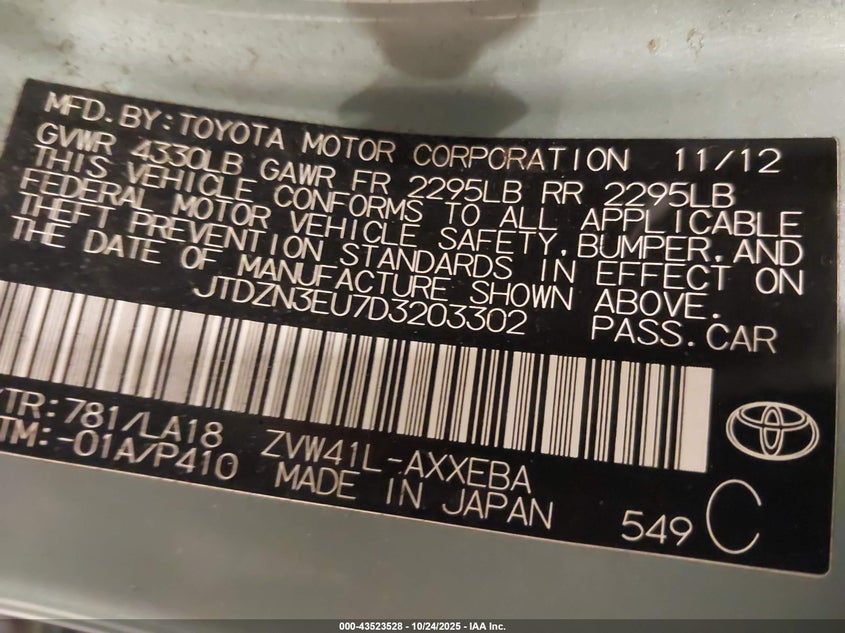 MFD. BY: TOYOTA MOTOR CORPORATION 11/12
GVWR 4330LB GAWR FR 2295LB RR 2295LB
THIS VEHICLE CONFORMS TO ALL APPLICABLE
FEDERAL MOTOR VEHICLE SAFETY, BUMPER, AND
THEFT PREVENTION STANDARDS IN EFFECT ON
THE DATE OF MANUFACTURE SHOWN ABOVE.
JTDZN3EU7D3203302 PASS. CAR
/TR: 781/LA18 ZVW41L-AXXEBA
TM: -01A/P410 MADE IN JAPAN
549 C
000-43523528 - 10/24/2025 - IAA Inc.